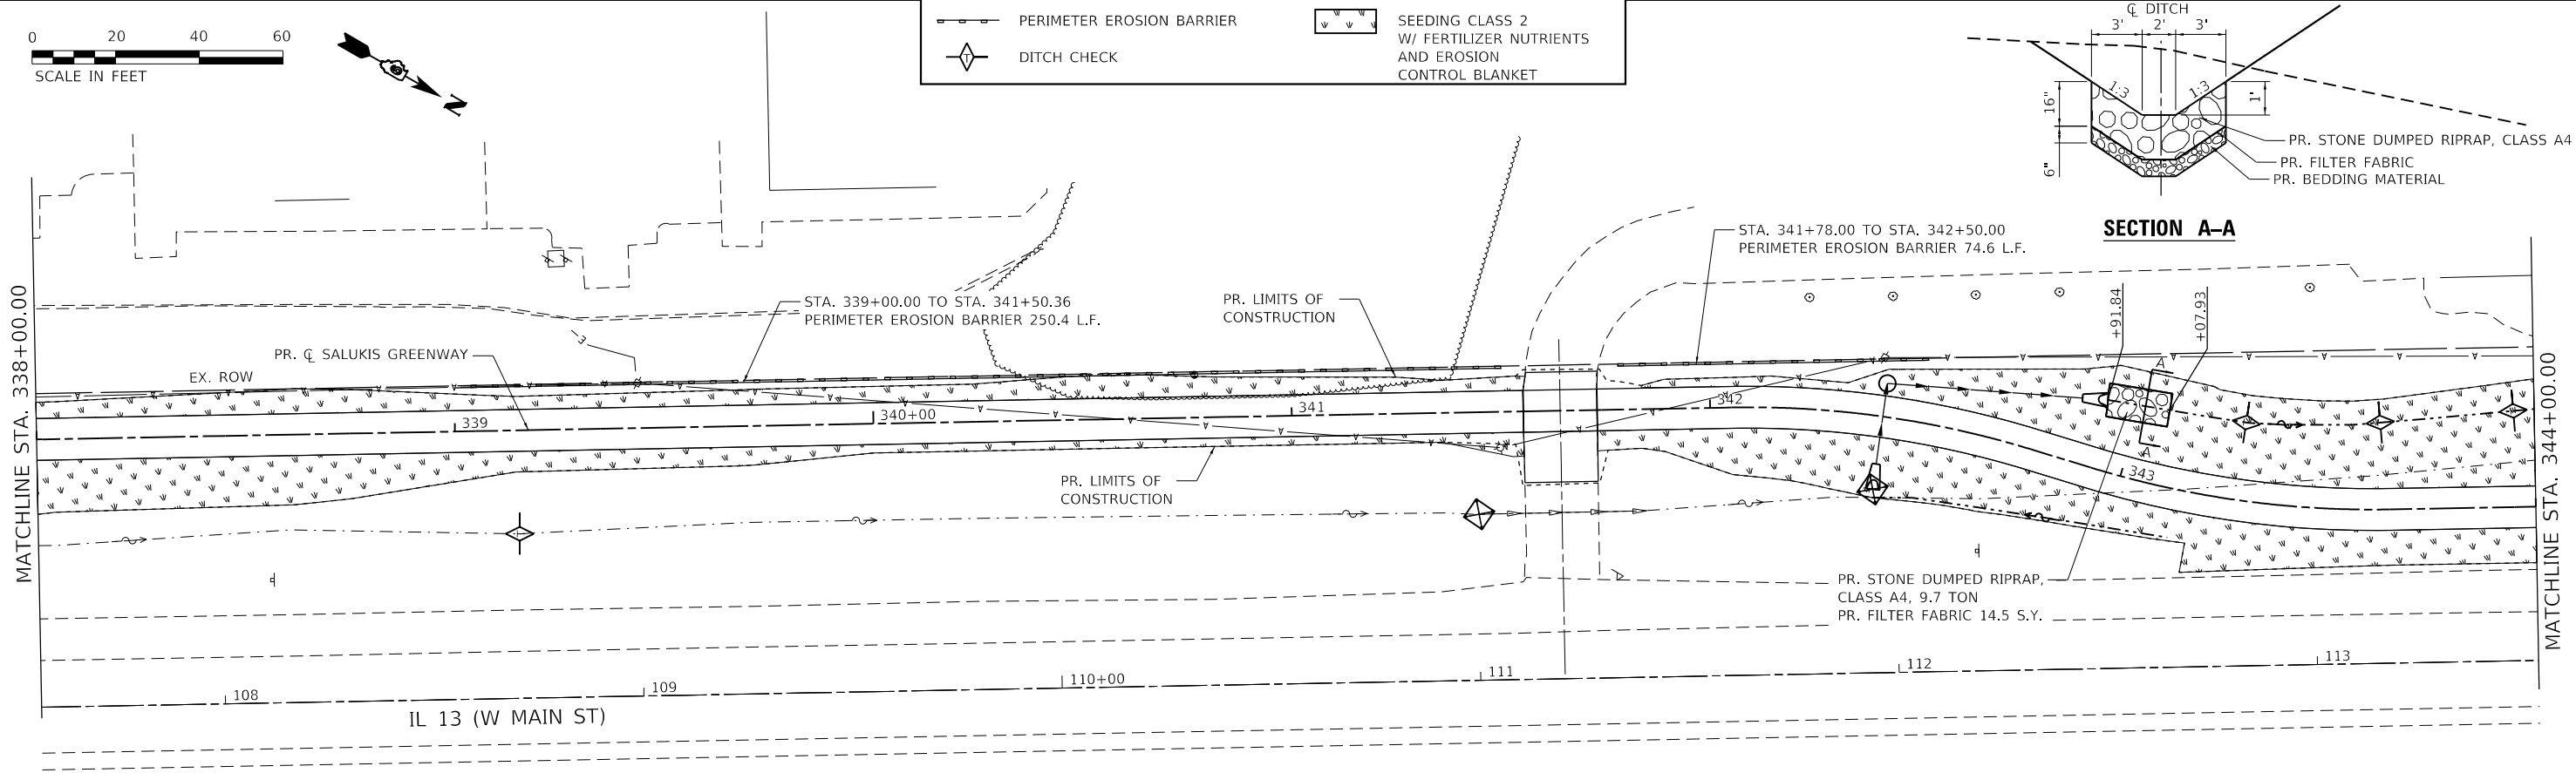 PERIMETER EROSION BARRIER
DITCH CHECK
SEEDING CLASS 2
W/ FERTILIZER NUTRIENTS
AND EROSION
CONTROL BLANKET
0 20 40 60
SCALE IN FEET
N
℄ DITCH
3' 2' 3'
1:3 1:3
16"
1'
6"
PR. STONE DUMPED RIPRAP, CLASS A4
PR. FILTER FABRIC
PR. BEDDING MATERIAL
SECTION A–A
STA. 341+78.00 TO STA. 342+50.00
PERIMETER EROSION BARRIER 74.6 L.F.
STA. 339+00.00 TO STA. 341+50.36
PERIMETER EROSION BARRIER 250.4 L.F.
PR. LIMITS OF
CONSTRUCTION
+91.84
+07.93
PR. ℄ SALUKIS GREENWAY
EX. ROW
A
A
339
340+00
341
342
343
MATCHLINE STA. 338+00.00
MATCHLINE STA. 344+00.00
PR. LIMITS OF
CONSTRUCTION
PR. STONE DUMPED RIPRAP,
CLASS A4, 9.7 TON
PR. FILTER FABRIC 14.5 S.Y.
108
109
110+00
111
112
113
IL 13 (W MAIN ST)